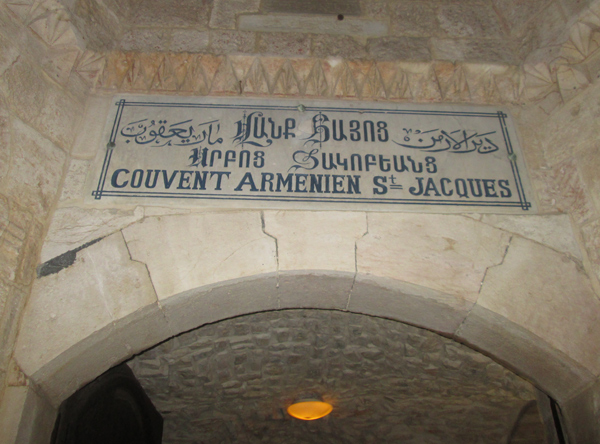 دير الارمن ՎԱՆՔ ՀԱՅՈՑ مار يعقوب
ՍՐԲՈՑ ՅԱԿՈԲԵԱՆՑ
COUVENT ARMENIEN St JACQUES